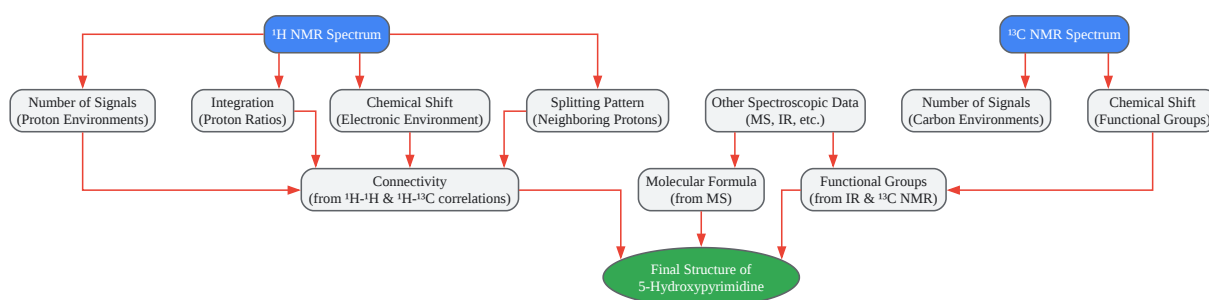 ¹H NMR Spectrum
¹³C NMR Spectrum
Number of Signals
(Proton Environments)
Integration
(Proton Ratios)
Chemical Shift
(Electronic Environment)
Splitting Pattern
(Neighboring Protons)
Other Spectroscopic Data
(MS, IR, etc.)
Number of Signals
(Carbon Environments)
Chemical Shift
(Functional Groups)
Connectivity
(from ¹H-¹H & ¹H-¹³C correlations)
Molecular Formula
(from MS)
Functional Groups
(from IR & ¹³C NMR)
Final Structure of
5-Hydroxypyrimidine